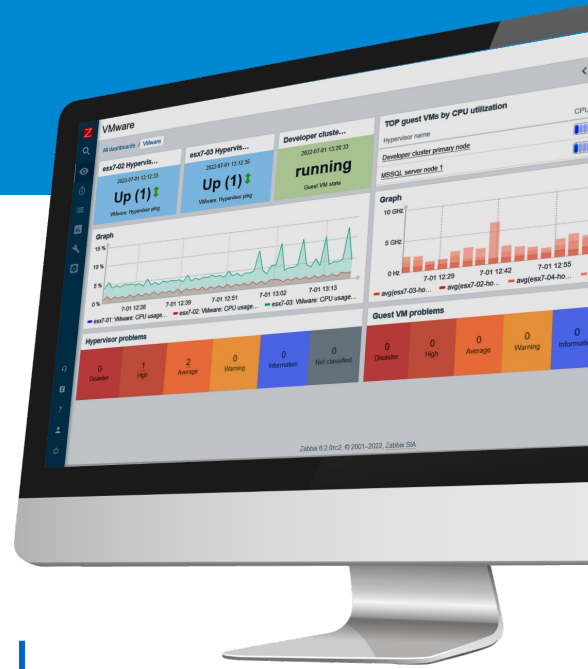 Z
VMware
All dashboards / VMware
esx7-02 Hypervis...
2022-07-01 13:12:33
Up (1)
VMware: Hypervisor ping
esx7-03 Hypervis...
2022-07-01 13:12:35
Up (1)
VMware: Hypervisor ping
Developer cluste...
2022-07-01 13:28:33
running
Guest VM state
TOP guest VMs by CPU utilization
Hypervisor name
CPU
Developer cluster primary node
MSSQL server node 1
Graph
15 %
10 %
5 %
0 %
7-01 12:28
7-01 12:39
7-01 12:51
7-01 13:02
7-01 13:13
esx7-01: VMware: CPU usage...
esx7-02: VMware: CPU usage...
esx7-03: VMware: CPU usage...
Graph
10 GHz
5 GHz
0 Hz
7-01 12:29
7-01 12:42
7-01 12:55
avg(esx7-03-ho...
avg(esx7-02-ho...
avg(esx7-04-ho...
Hypervisor problems
0
Disaster
1
High
2
Average
0
Warning
0
Information
0
Not classified
Guest VM problems
0
Disaster
0
High
0
Average
0
Warning
0
Informatio
Zabbix 6.2.0rc2. © 2001–2022, Zabbix SIA